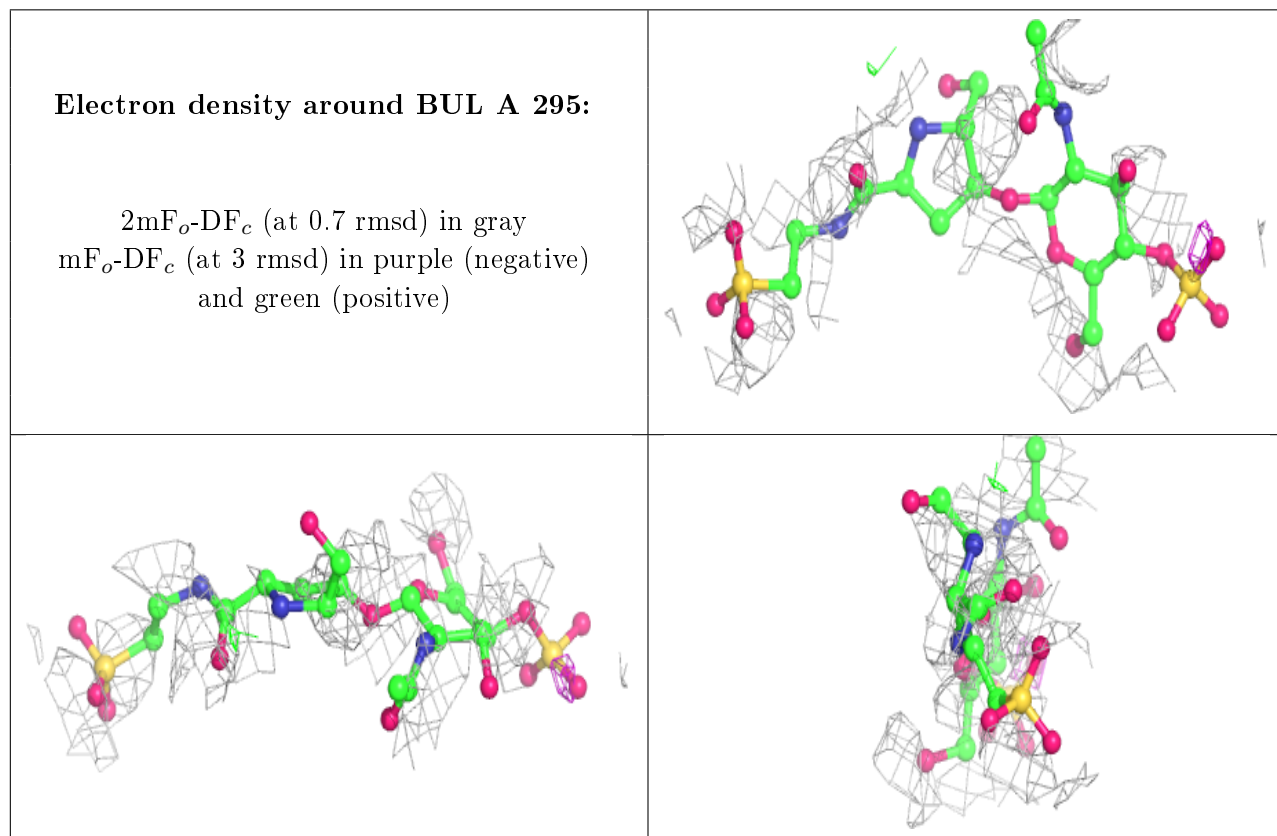 Electron density around BUL A 295:
2mFo-DFc (at 0.7 rmsd) in gray
mFo-DFc (at 3 rmsd) in purple (negative)
and green (positive)